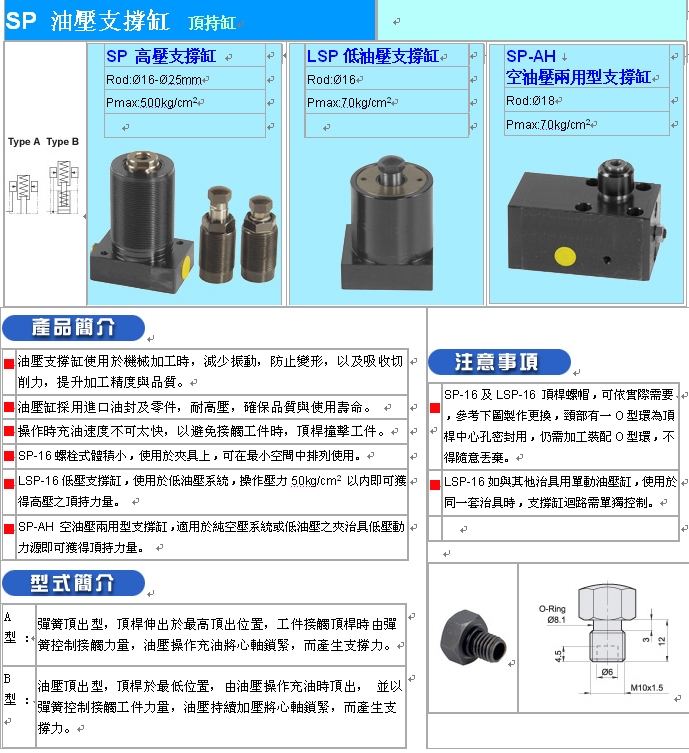 SP 油壓支撐缸 頂持缸
SP 高壓支撐缸
Rod:Ø16-Ø25mm
Pmax:500kg/cm²
LSP 低油壓支撐缸
Rod:Ø16
Pmax:70kg/cm²
SP-AH
空油壓兩用型支撐缸
Rod:Ø18
Pmax:70kg/cm²
Type A Type B
產品簡介
油壓支撐缸使用於機械加工時，減少振動，防止變形，以及吸收切
削力，提升加工精度與品質。
油壓缸採用進口油封及零件，耐高壓，確保品質與使用壽命。
操作時充油速度不可太快，以避免接觸工件時，頂桿撞擊工件。
SP-16 螺栓式體積小，使用於夾具上，可在最小空間中排列使用。
LSP-16 低壓支撐缸，使用於低油壓系統，操作壓力 50kg/cm² 以內即可獲
得高壓之頂持力量。
SP-AH 空油壓兩用型支撐缸，適用於純空壓系統或低油壓之夾治具低壓動
力源即可獲得頂持力量。
型式簡介
A
型：
彈簧頂出型，頂桿伸出於最高頂出位置，工件接觸頂桿時由彈
簧控制接觸力量，油壓操作充油將心軸鎖緊，而產生支撐力。
B
型：
油壓頂出型，頂桿於最低位置，由油壓操作充油時頂出， 並以
彈簧控制接觸工件力量，油壓持續加壓將心軸鎖緊，而產生支
撐力。
注意事項
SP-16 及 LSP-16 頂桿螺帽，可依實際需要
，參考下圖製作更換，頸部有一 O 型環為頂
桿中心孔密封用，仍需加工裝配 O 型環，不
得隨意丟棄。
LSP-16 如與其他治具用單動油壓缸，使用於
同一套治具時，支撐缸迴路需單獨控制。
O-Ring
Ø8.1
3
12
4.5
Ø6
M10x1.5